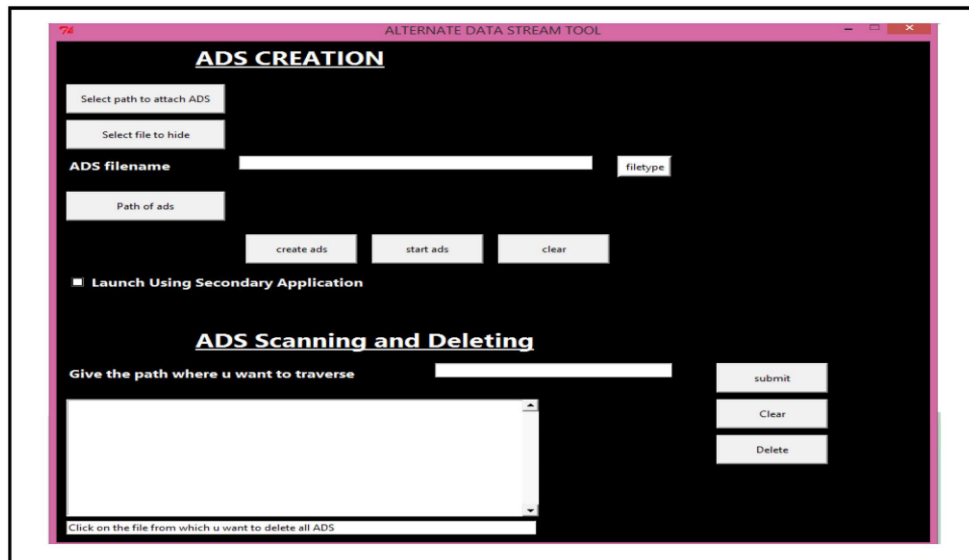 ALTERNATE DATA STREAM TOOL
ADS CREATION
Select path to attach ADS
Select file to hide
ADS filename
filetype
Path of ads
create ads
start ads
clear
Launch Using Secondary Application
ADS Scanning and Deleting
Give the path where u want to traverse
submit
Clear
Delete
Click on the file from which u want to delete all ADS